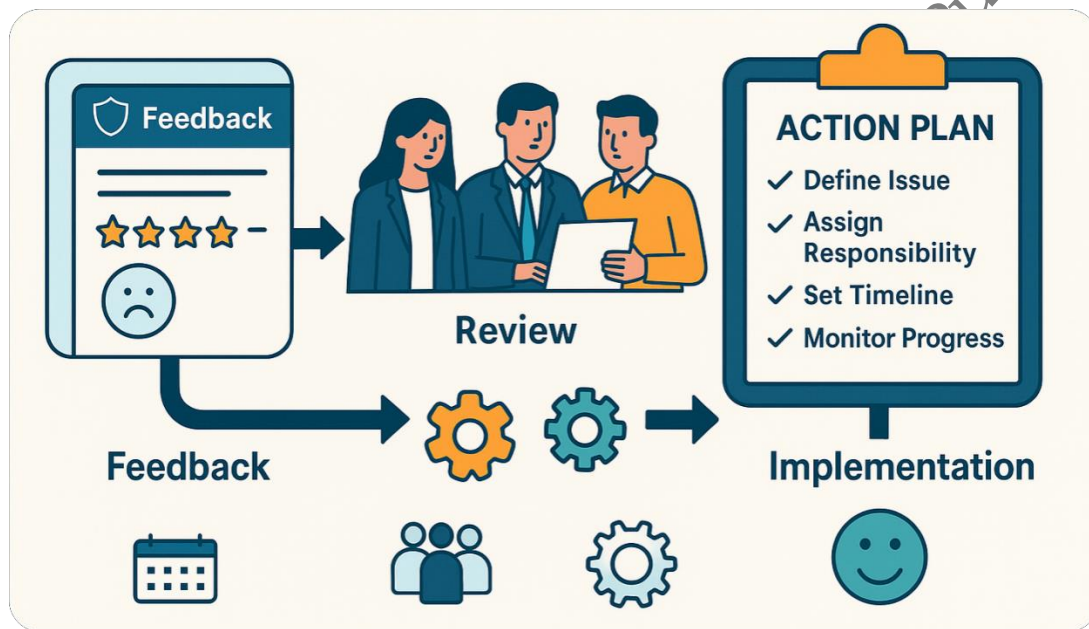 Feedback
Review
Feedback
ACTION PLAN
Define Issue
Assign
Responsibility
Set Timeline
Monitor Progress
Implementation